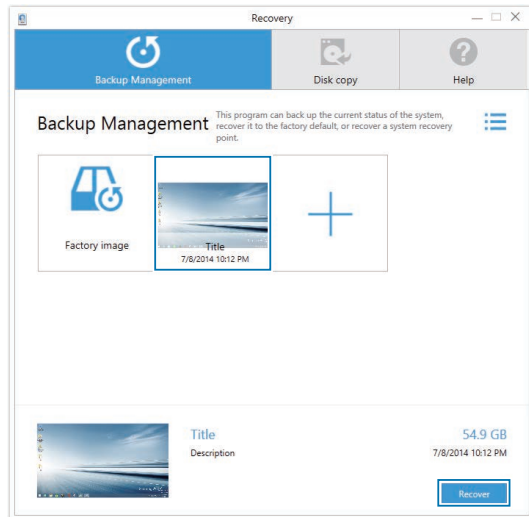 Recovery
Backup Management
Disk copy
Help
Backup Management
This program can back up the current status of the system,
recover it to the factory default, or recover a system recovery
point.
Factory image
Title
7/8/2014 10:12 PM
Title
54.9 GB
Description
7/8/2014 10:12 PM
Recover